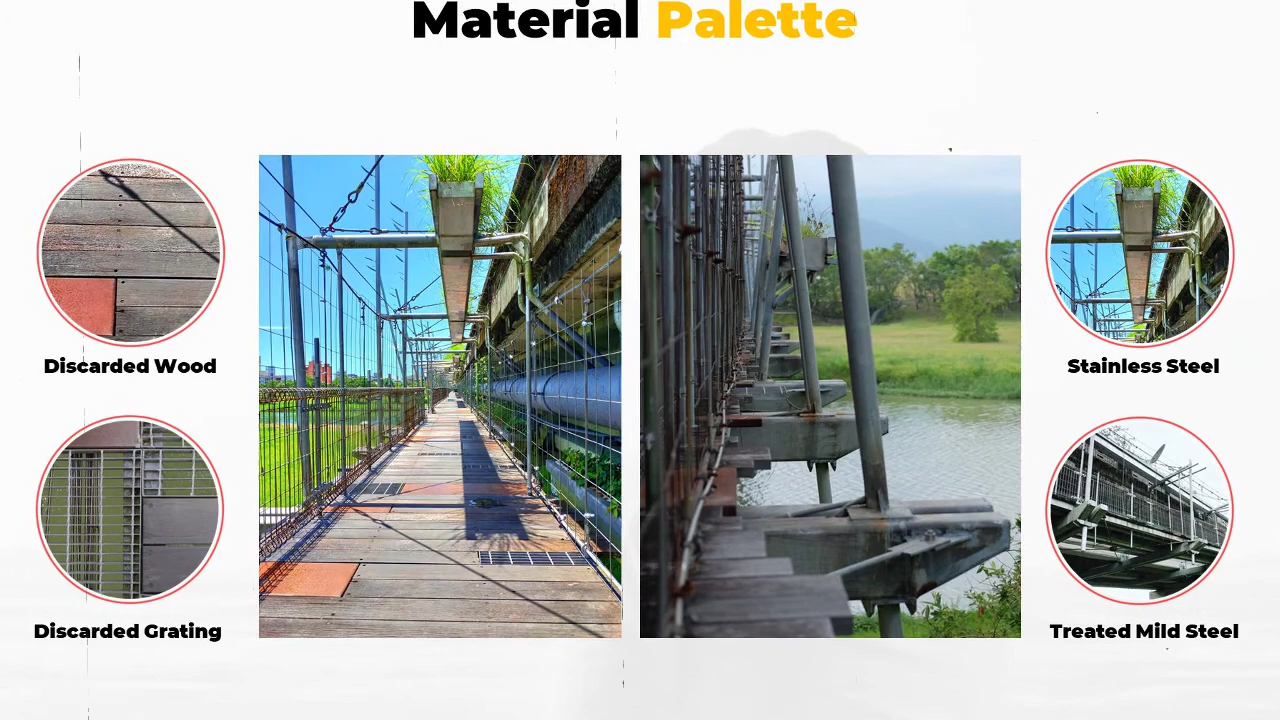 Material Palette
Discarded Wood
Stainless Steel
Discarded Grating
Treated Mild Steel